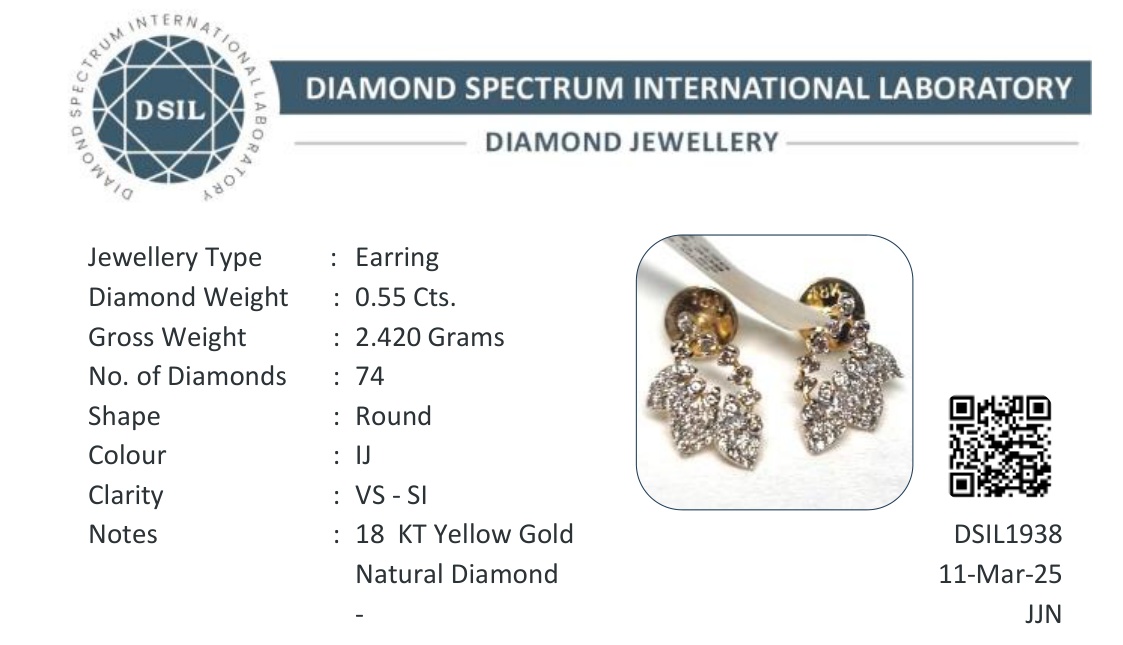 DIAMOND SPECTRUM INTERNATIONAL LABORATORY
DSIL
DIAMOND SPECTRUM INTERNATIONAL LABORATORY
DIAMOND JEWELLERY
Jewellery Type : Earring
Diamond Weight : 0.55 Cts.
Gross Weight : 2.420 Grams
No. of Diamonds : 74
Shape : Round
Colour : IJ
Clarity : VS - SI
Notes : 18 KT Yellow Gold
Natural Diamond
-
18K
18K
DSIL1938
11-Mar-25
JJN